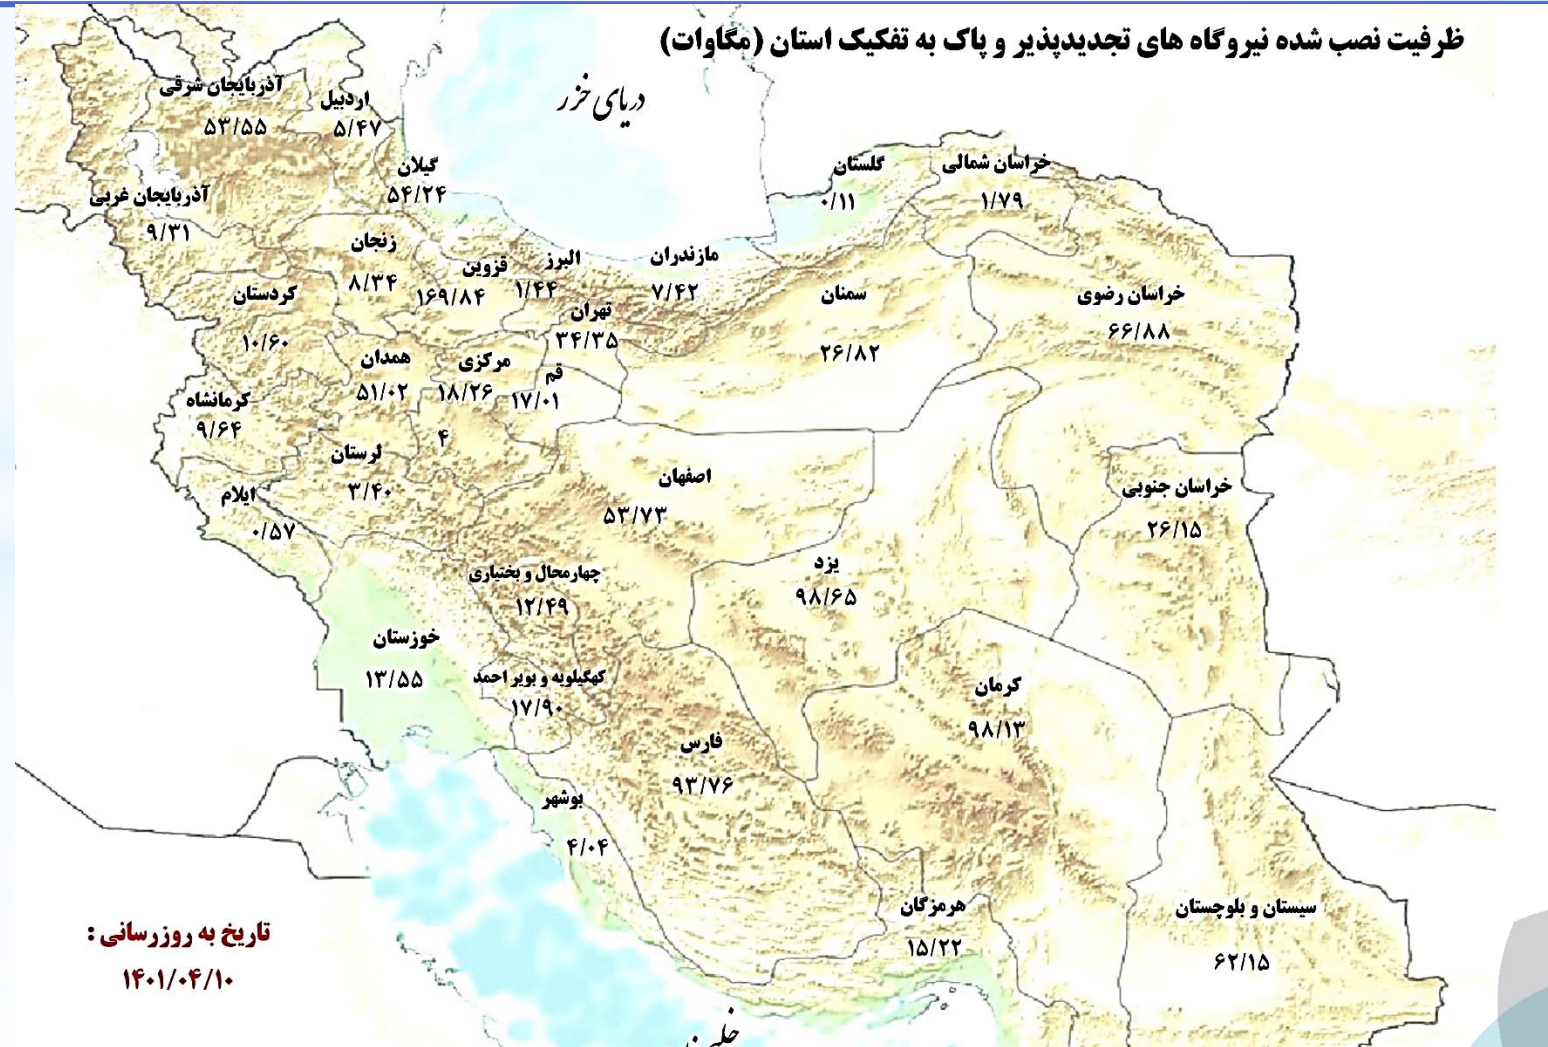 ظرفیت نصب شده نیروگاه های تجدیدپذیر و پاک به تفکیک استان (مگاوات)
دریای خزر
آذربایجان شرقی
۵۳/۵۵
اردبیل
۵/۴۷
گیلان
۵۴/۲۴
گلستان
۰/۱۱
خراسان شمالی
۱/۷۹
آذربایجان غربی
۹/۳۱
زنجان
۸/۳۴
قزوین
۱۶۹/۸۴
البرز
۱/۴۴
مازندران
۷/۴۲
تهران
۳۴/۳۵
سمنان
۲۶/۸۲
خراسان رضوی
۶۶/۸۸
کردستان
۱۰/۶۰
همدان
۵۱/۰۲
مرکزی
۱۸/۲۶
قم
۱۷/۰۱
کرمانشاه
۹/۶۴
۴
لرستان
۳/۴۰
ایلام
۰/۵۷
اصفهان
۵۳/۷۳
خراسان جنوبی
۲۶/۱۵
یزد
۹۸/۶۵
چهارمحال و بختیاری
۱۲/۴۹
خوزستان
۱۳/۵۵
کهگیلویه و بویر احمد
۱۷/۹۰
کرمان
۹۸/۱۳
فارس
۹۳/۷۶
بوشهر
۴/۰۴
هرمزگان
۱۵/۲۲
سیستان و بلوچستان
۶۲/۱۵
تاریخ به روزرسانی :
۱۴۰۱/۰۴/۱۰